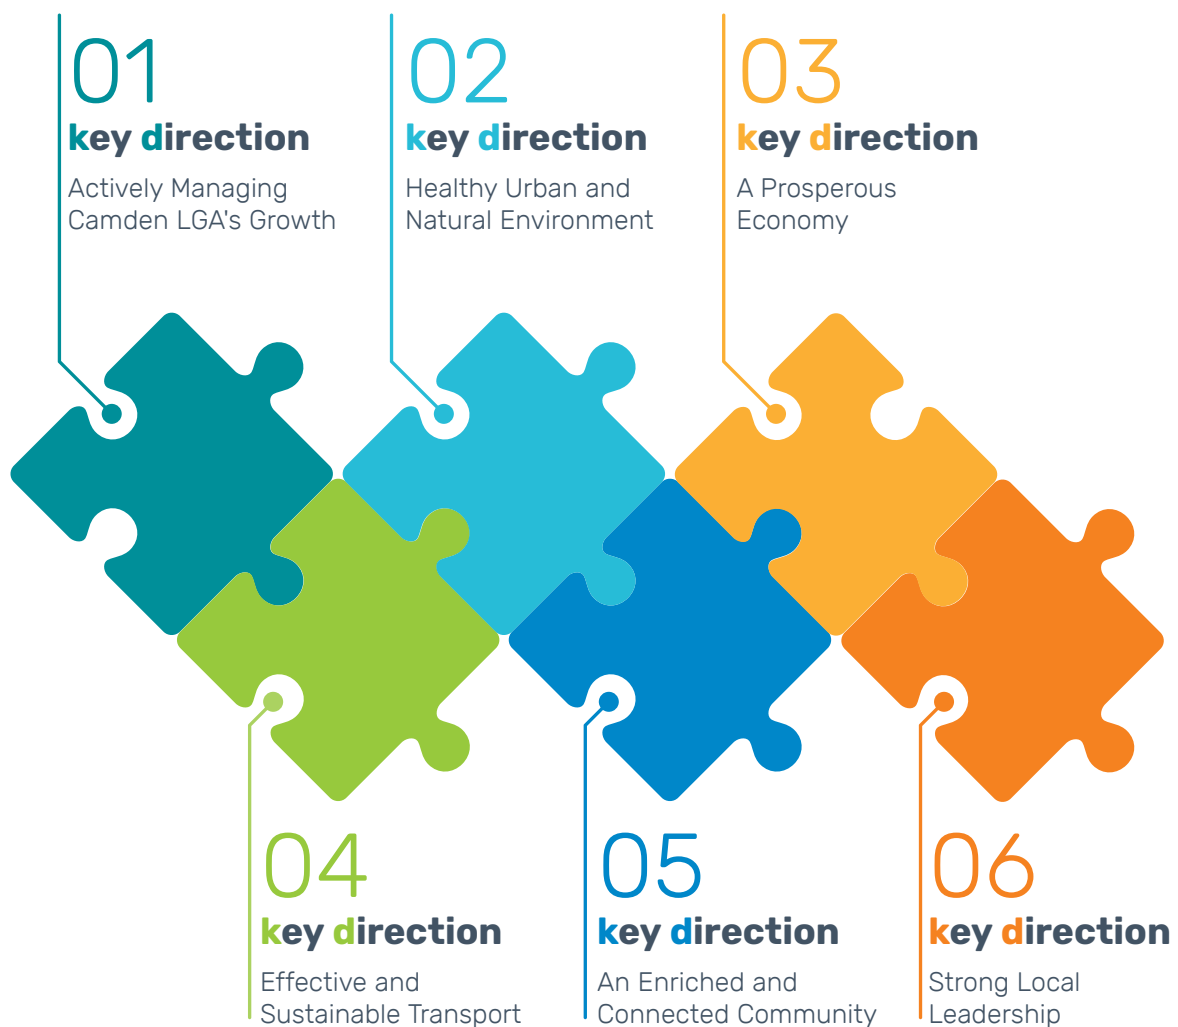 01
key direction
Actively Managing
Camden LGA's Growth
02
key direction
Healthy Urban and
Natural Environment
03
key direction
A Prosperous
Economy
04
key direction
Effective and
Sustainable Transport
05
key direction
An Enriched and
Connected Community
06
key direction
Strong Local
Leadership